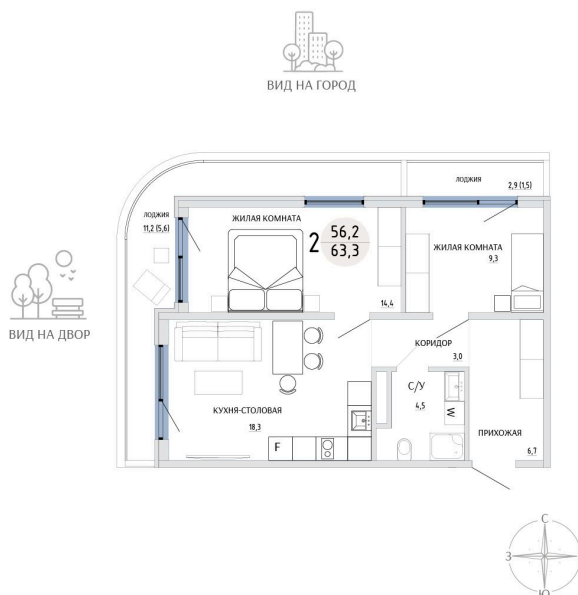 ВИД НА ГОРОД
ЛОДЖИЯ
2,9 (1,5)
ЛОДЖИЯ
11,2 (5,6)
ЖИЛАЯ КОМНАТА
2
56,2
63,3
ЖИЛАЯ КОМНАТА
9,3
14,4
ВИД НА ДВОР
КОРИДОР
3,0
С/У
4,5
W
КУХНЯ-СТОЛОВАЯ
18,3
F
ПРИХОЖАЯ
6,7
С
З
Ю